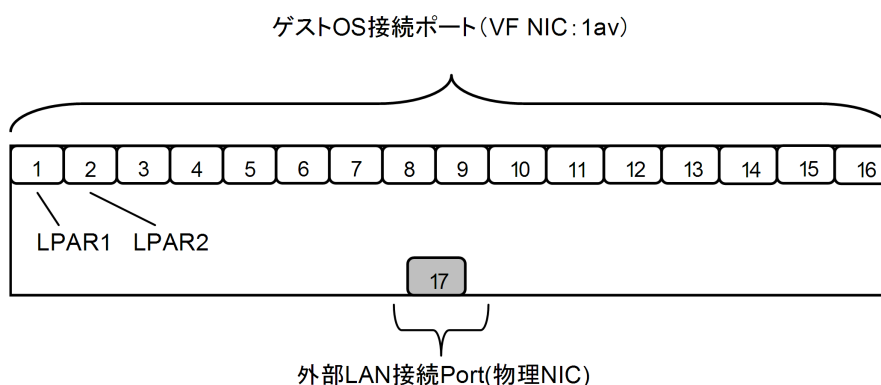 ゲストOS接続ポート（VF NIC：1av）
1 2 3 4 5 6 7 8 9 10 11 12 13 14 15 16
LPAR1 LPAR2
17
外部LAN接続Port(物理NIC)